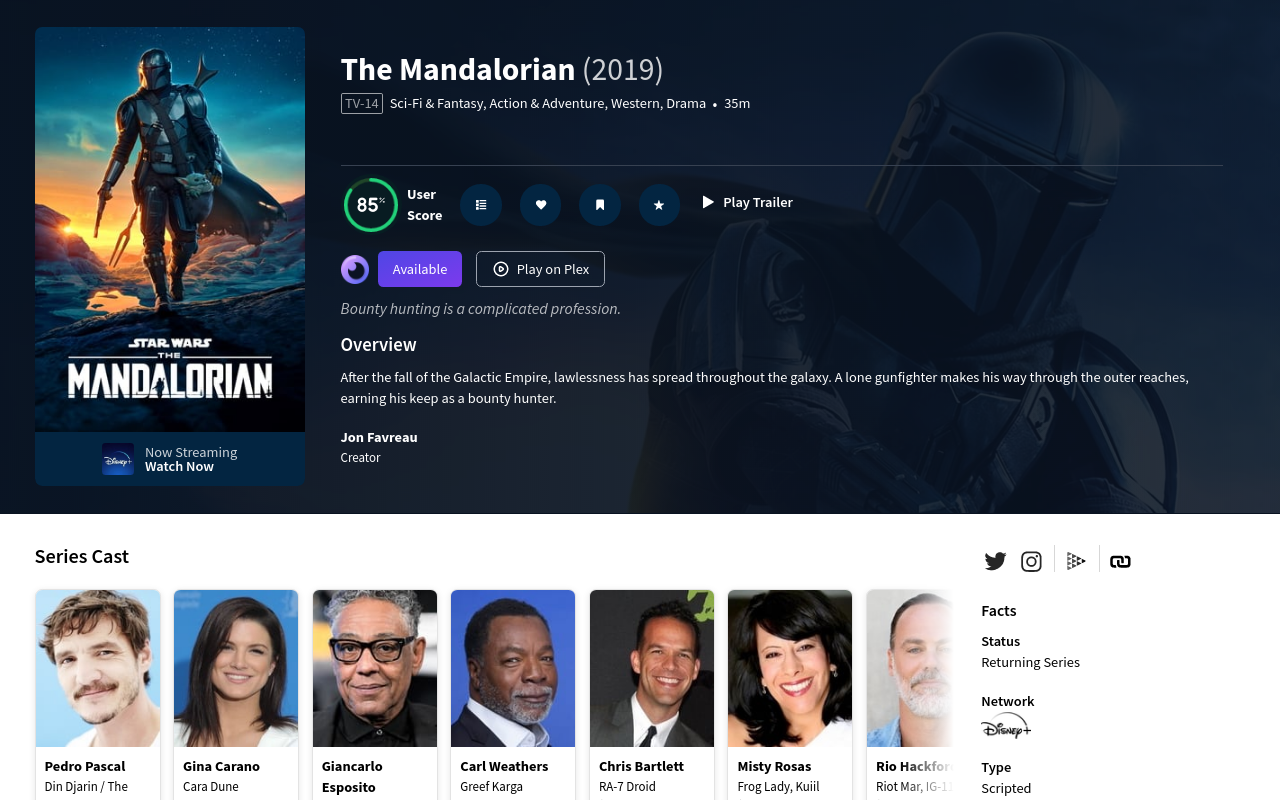 STAR WARS
THE
MANDALORIAN
Disney+
Now Streaming
Watch Now
The Mandalorian (2019)
TV-14 Sci-Fi & Fantasy, Action & Adventure, Western, Drama • 35m
85%
User
Score
Play Trailer
Available
Play on Plex
Bounty hunting is a complicated profession.
Overview
After the fall of the Galactic Empire, lawlessness has spread throughout the galaxy. A lone gunfighter makes his way through the outer reaches,
earning his keep as a bounty hunter.
Jon Favreau
Creator
Series Cast
Pedro Pascal
Din Djarin / The
Gina Carano
Cara Dune
Giancarlo
Esposito
Carl Weathers
Greef Karga
Chris Bartlett
RA-7 Droid
Misty Rosas
Frog Lady, Kuiil
Rio Hackfor
Riot Mar, IG-11
Facts
Status
Returning Series
Network
Disney+
Type
Scripted